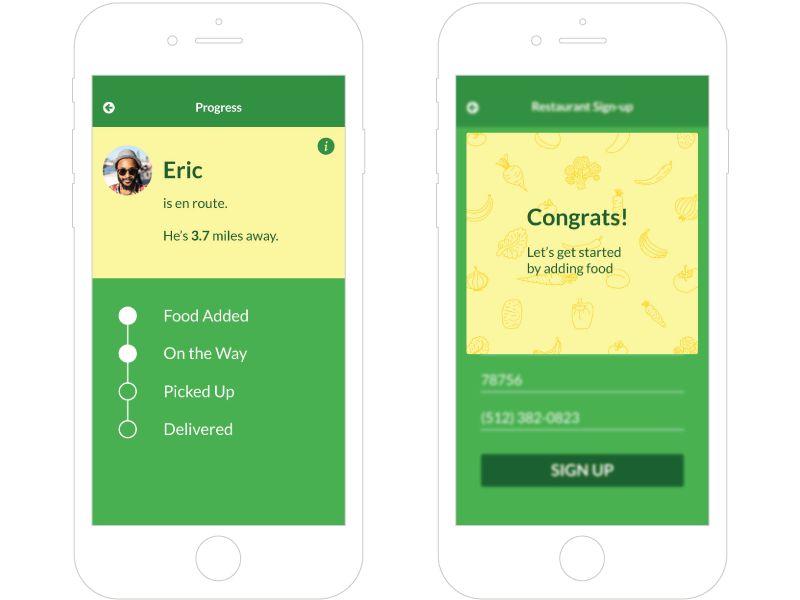 Progress
i
Eric
is en route.
He's 3.7 miles away.
Food Added
On the Way
Picked Up
Delivered
Restaurant Sign-up
Congrats!
Let's get started
by adding food
78756
(512) 382-0823
SIGN UP